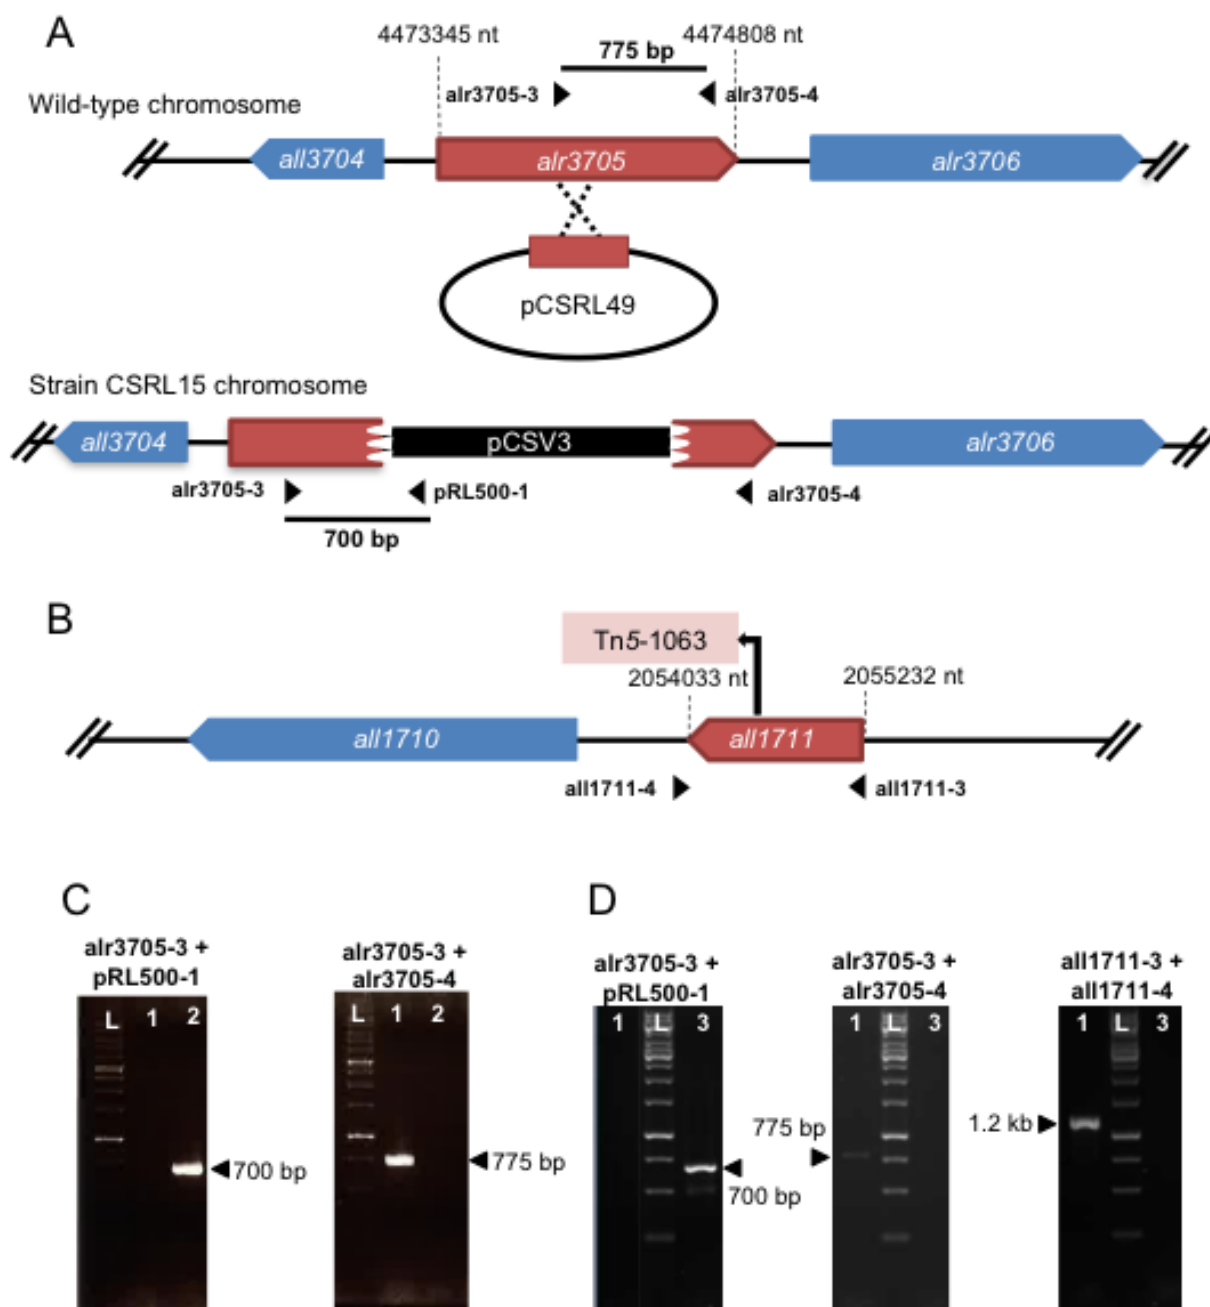 A
4473345 nt
4474808 nt
775 bp
alr3705-3
alr3705-4
Wild-type chromosome
all3704
alr3705
alr3706
pCSRL49
Strain CSRL15 chromosome
all3704
pCSV3
alr3706
alr3705-3
pRL500-1
alr3705-4
700 bp
B
Tn5-1063
2054033 nt
2055232 nt
all1710
all1711
all1711-4
all1711-3
C
alr3705-3 +
pRL500-1
L 1 2
700 bp
alr3705-3 +
alr3705-4
L 1 2
775 bp
D
alr3705-3 +
pRL500-1
1 L 3
700 bp
alr3705-3 +
alr3705-4
1 L 3
775 bp
all1711-3 +
all1711-4
1 L 3
1.2 kb